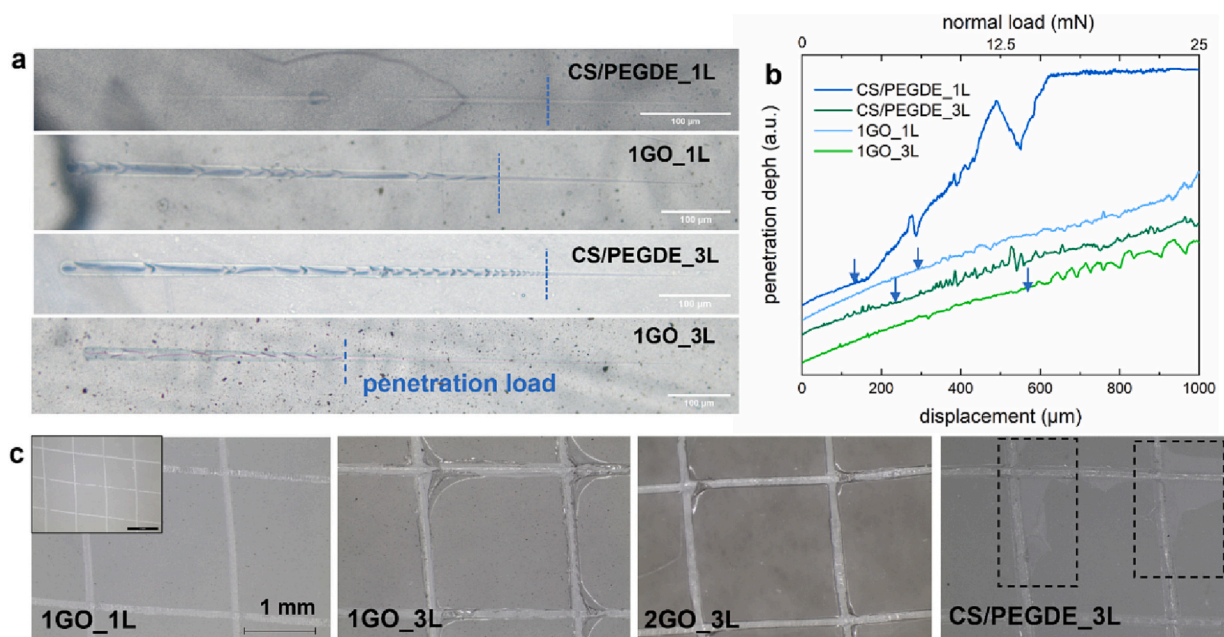 a
CS/PEGDE_1L
100 µm
1GO_1L
100 µm
CS/PEGDE_3L
100 µm
1GO_3L
penetration load
100 µm
b
normal load (mN)
0
12.5
25
penetration deph (a.u.)
CS/PEGDE_1L
CS/PEGDE_3L
1GO_1L
1GO_3L
0
200
400
600
800
1000
displacement (µm)
c
1GO_1L
1 mm
1GO_3L
2GO_3L
CS/PEGDE_3L